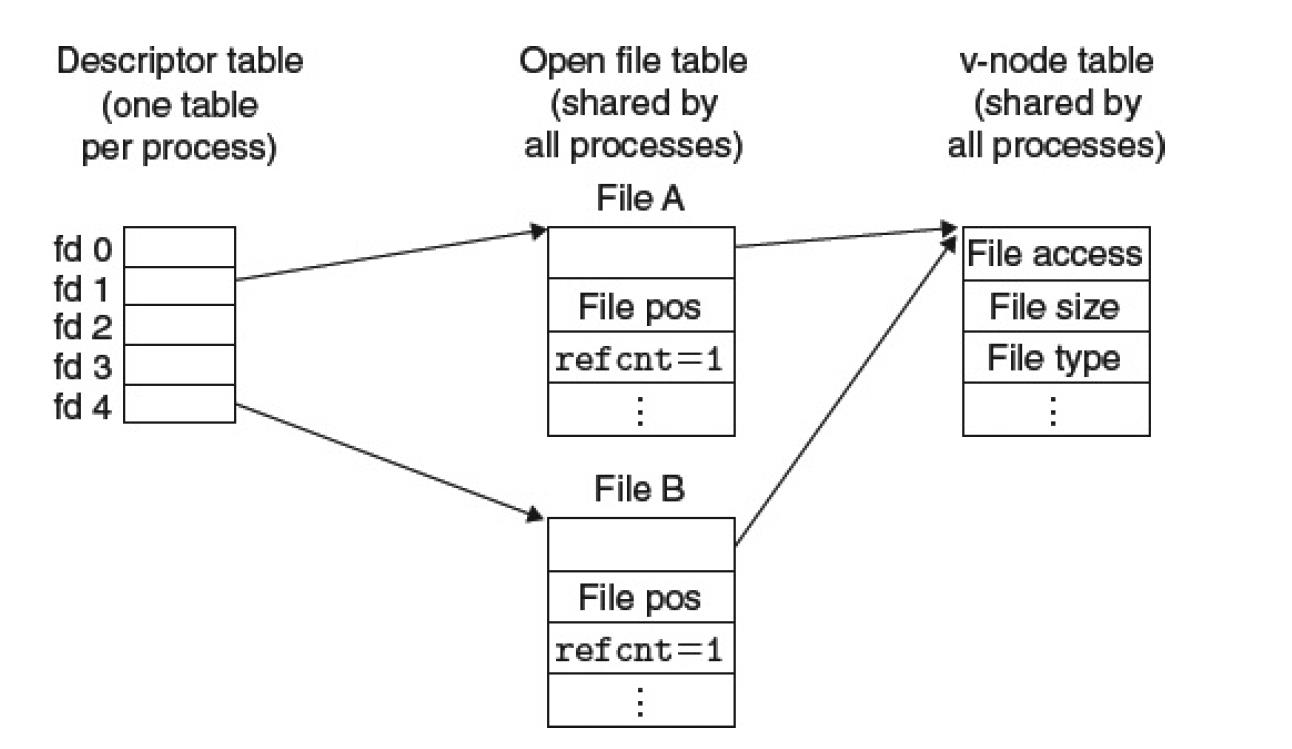 Descriptor table
(one table
per process)
Open file table
(shared by
all processes)
v-node table
(shared by
all processes)
fd 0
fd 1
fd 2
fd 3
fd 4
File A
File pos
refcnt=1
⋮
File B
File pos
refcnt=1
⋮
File access
File size
File type
⋮